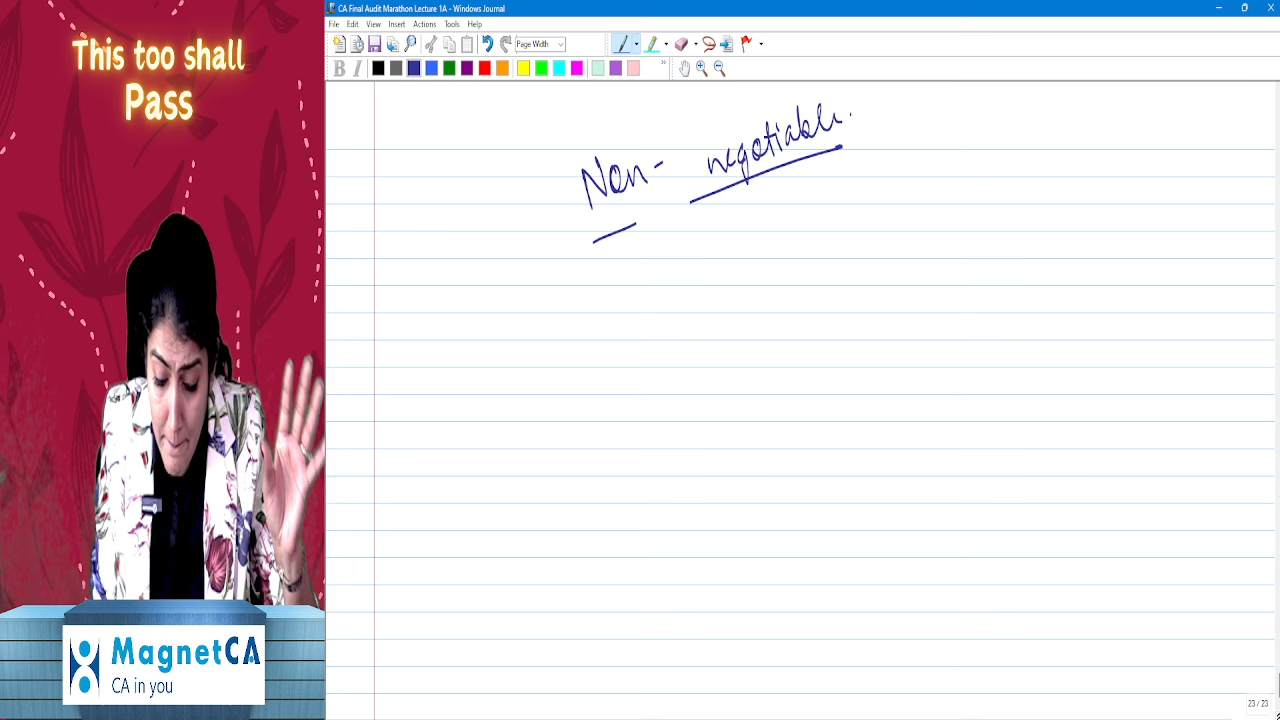 This too shall
Pass
CA Final Audit Marathon Lecture 1A - Windows Journal
File Edit View Insert Actions Tools Help
Page Width
B I
Non- negotiable.
MagnetCA
CA in you
23 / 23